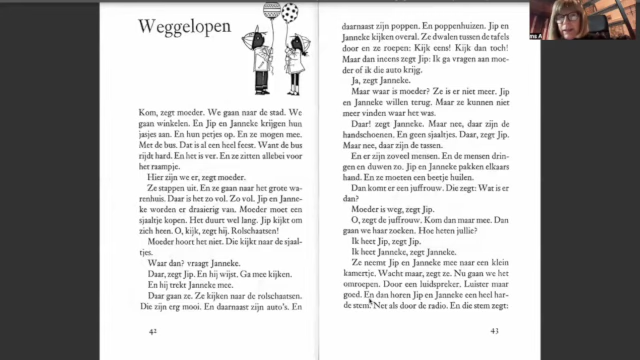 Weggelopen
Kom, zegt moeder. We gaan naar de stad. We
gaan winkelen. En Jip en Janneke krijgen hun
jasjes aan. En hun petjes op. En ze mogen mee.
Met de bus. Dat is al een heel feest. Want de bus
rijdt hard. En het is ver. En ze zitten allebei voor
het raampje.
Hier zijn we er, zegt moeder.
Ze stappen uit. En ze gaan naar het grote wa-
renhuis. Daar is het zo vol. Zo vol. Jip en Janne-
ke worden er draaierig van. Moeder moet een
sjaaltje kopen. Het duurt wel lang. Jip kijkt om
zich heen. O, kijk, zegt hij. Rolschaatsen!
Moeder hoort het niet. Die kijkt naar de sjaal-
tjes.
Waar dan? vraagt Janneke.
Daar, zegt Jip. En hij wijst. Ga mee kijken.
En hij trekt Janneke mee.
Daar gaan ze. Ze kijken naar de rolschaatsen.
Die zijn erg mooi. En daarnaast zijn auto's. En
42
daarnaast zijn poppen. En poppenhuizen. Jip en
Janneke kijken overal. Ze dwalen tussen de tafels
door en ze roepen: Kijk eens! Kijk dan toch!
Maar dan ineens zegt Jip: Ik ga vragen aan moe-
der of ik die auto krijg.
Ja, zegt Janneke.
Maar waar is moeder? Ze is er niet meer. Jip
en Janneke willen terug. Maar ze kunnen niet
meer vinden waar het was.
Daar! zegt Janneke. Maar nee, daar zijn de
handschoenen. En geen sjaaltjes. Daar, zegt Jip.
Maar nee, daar zijn de tassen.
En er zijn zoveel mensen. En de mensen drin-
gen en duwen zo. Jip en Janneke pakken elkaars
hand. En ze moeten een beetje huilen.
Dan komt er een juffrouw. Die zegt: Wat is er
dan?
Moeder is weg, zegt Jip.
O, zegt de juffrouw. Kom dan maar mee. Dan
gaan we haar zoeken. Hoe heten jullie?
Ik heet Jip, zegt Jip.
Ik heet Janneke, zegt Janneke.
Ze neemt Jip en Janneke mee naar een klein
kamertje. Wacht maar, zegt ze. Nu gaan we het
omroepen. Door een luidspreker. Luister maar
goed. En dan horen Jip en Janneke een heel har-
de stem. Net als door de radio. En die stem zegt:
43